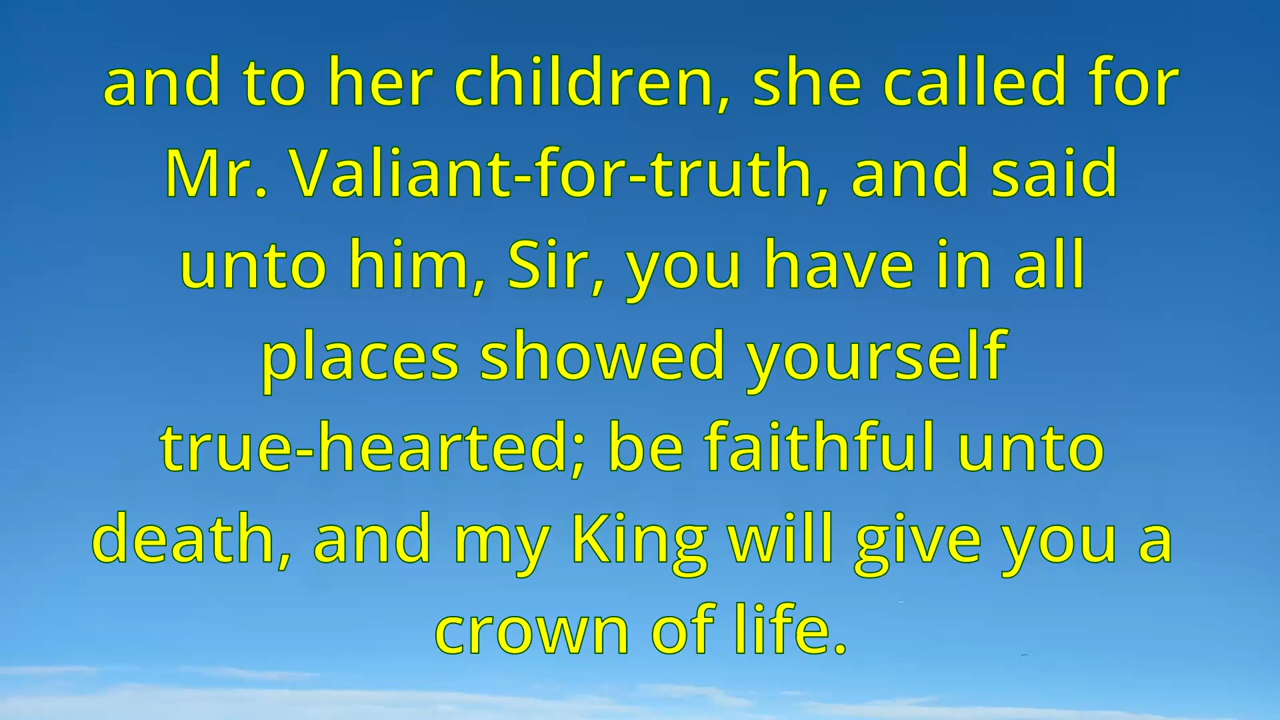 and to her children, she called for
Mr. Valiant-for-truth, and said
unto him, Sir, you have in all
places showed yourself
true-hearted; be faithful unto
death, and my King will give you a
crown of life.